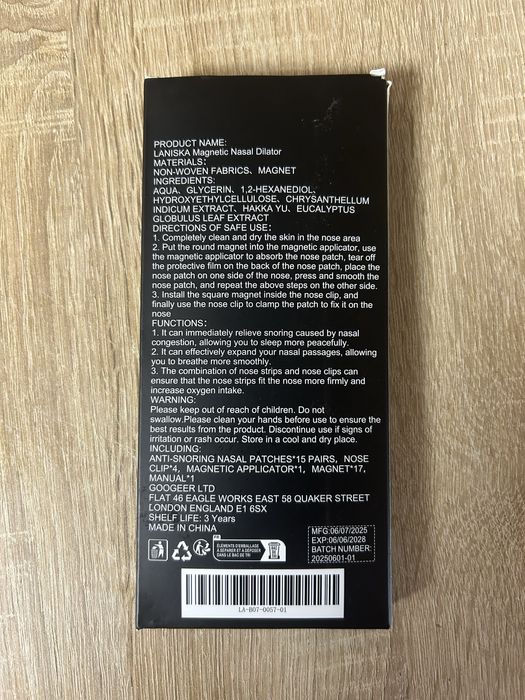 PRODUCT NAME:
LANISKA Magnetic Nasal Dilator
MATERIALS:
NON-WOVEN FABRICS、MAGNET
INGREDIENTS:
AQUA、GLYCERIN、1,2-HEXANEDIOL、
HYDROXYETHYLCELLULOSE、CHRYSANTHELLUM
INDICUM EXTRACT、HAKKA YU、EUCALYPTUS
GLOBULUS LEAF EXTRACT
DIRECTIONS OF SAFE USE:
1. Completely clean and dry the skin in the nose area
2. Put the round magnet into the magnetic applicator, use
the magnetic applicator to absorb the nose patch, tear off
the protective film on the back of the nose patch, place the
nose patch on one side of the nose, press and smooth the
nose patch, and repeat the above steps on the other side.
3. Install the square magnet inside the nose clip, and
finally use the nose clip to clamp the patch to fix it on the
nose
FUNCTIONS:
1. It can immediately relieve snoring caused by nasal
congestion, allowing you to sleep more peacefully.
2. It can effectively expand your nasal passages, allowing
you to breathe more smoothly.
3. The combination of nose strips and nose clips can
ensure that the nose strips fit the nose more firmly and
increase oxygen intake.
WARNING:
Please keep out of reach of children. Do not
swallow.Please clean your hands before use to ensure the
best results from the product. Discontinue use if signs of
irritation or rash occur. Store in a cool and dry place.
INCLUDING:
ANTI-SNORING NASAL PATCHES*15 PAIRS, NOSE
CLIP*4, MAGNETIC APPLICATOR*1, MAGNET*17,
MANUAL*1
GOOGEER LTD
FLAT 46 EAGLE WORKS EAST 58 QUAKER STREET
LONDON ENGLAND E1 6SX
SHELF LIFE: 3 Years
MADE IN CHINA
MFG:06/07/2025
EXP:06/06/2028
BATCH NUMBER:
20250601-01
FR
ÉLÉMENTS D'EMBALLAGE
À SÉPARER ET À DÉPOSER
DANS LE BAC DE TRI
LA-B07-0057-01